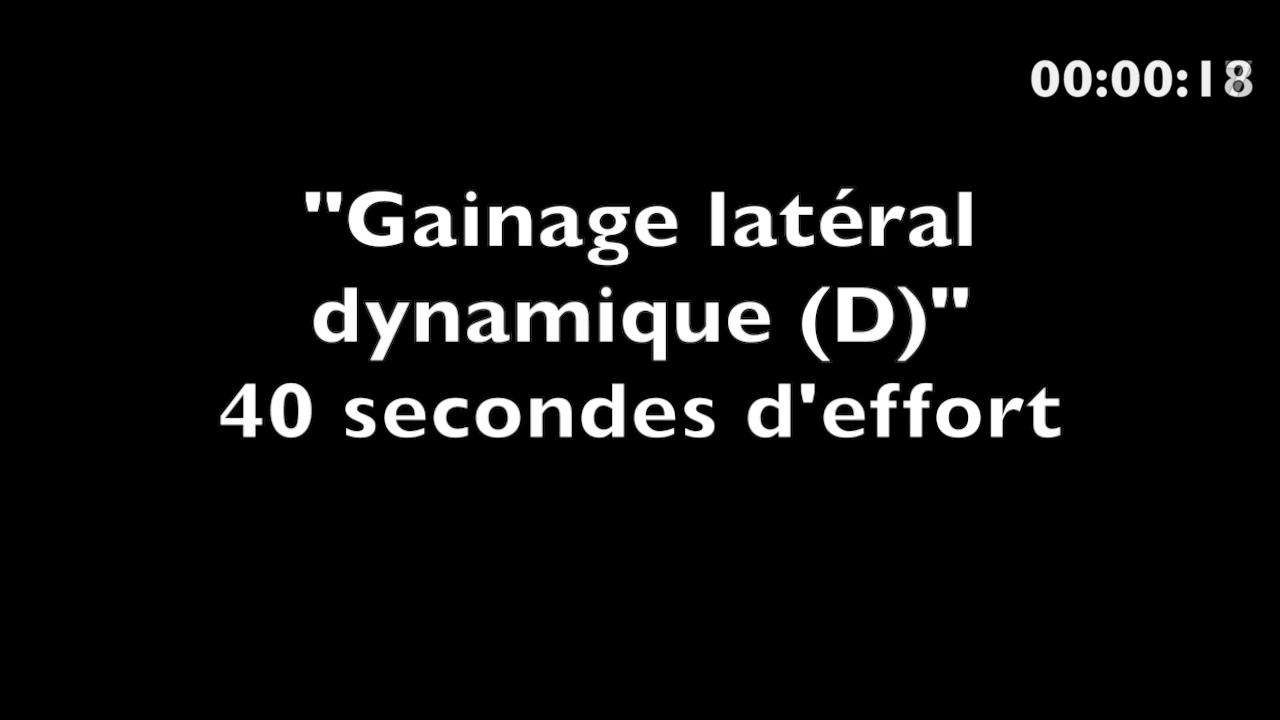 00:00:18
"Gainage latéral
dynamique (D)"
40 secondes d'effort